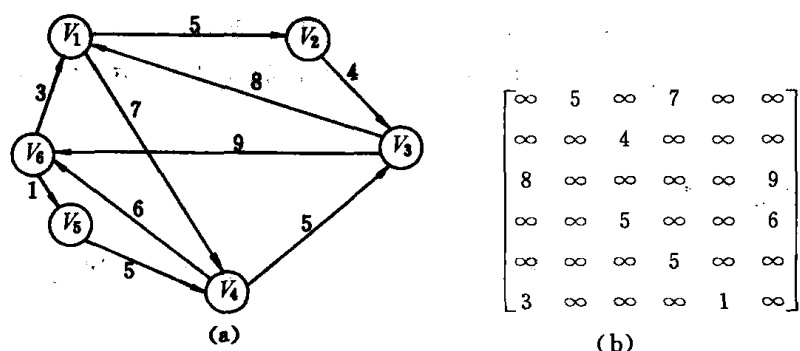 V1 5 V2
8 4
3 7
V6 9 V3
1
V5 6 5
5
V4
(a)
∞ 5 ∞ 7 ∞ ∞
∞ ∞ 4 ∞ ∞ ∞
8 ∞ ∞ ∞ ∞ 9
∞ ∞ 5 ∞ ∞ 6
∞ ∞ ∞ 5 ∞ ∞
3 ∞ ∞ ∞ 1 ∞
(b)